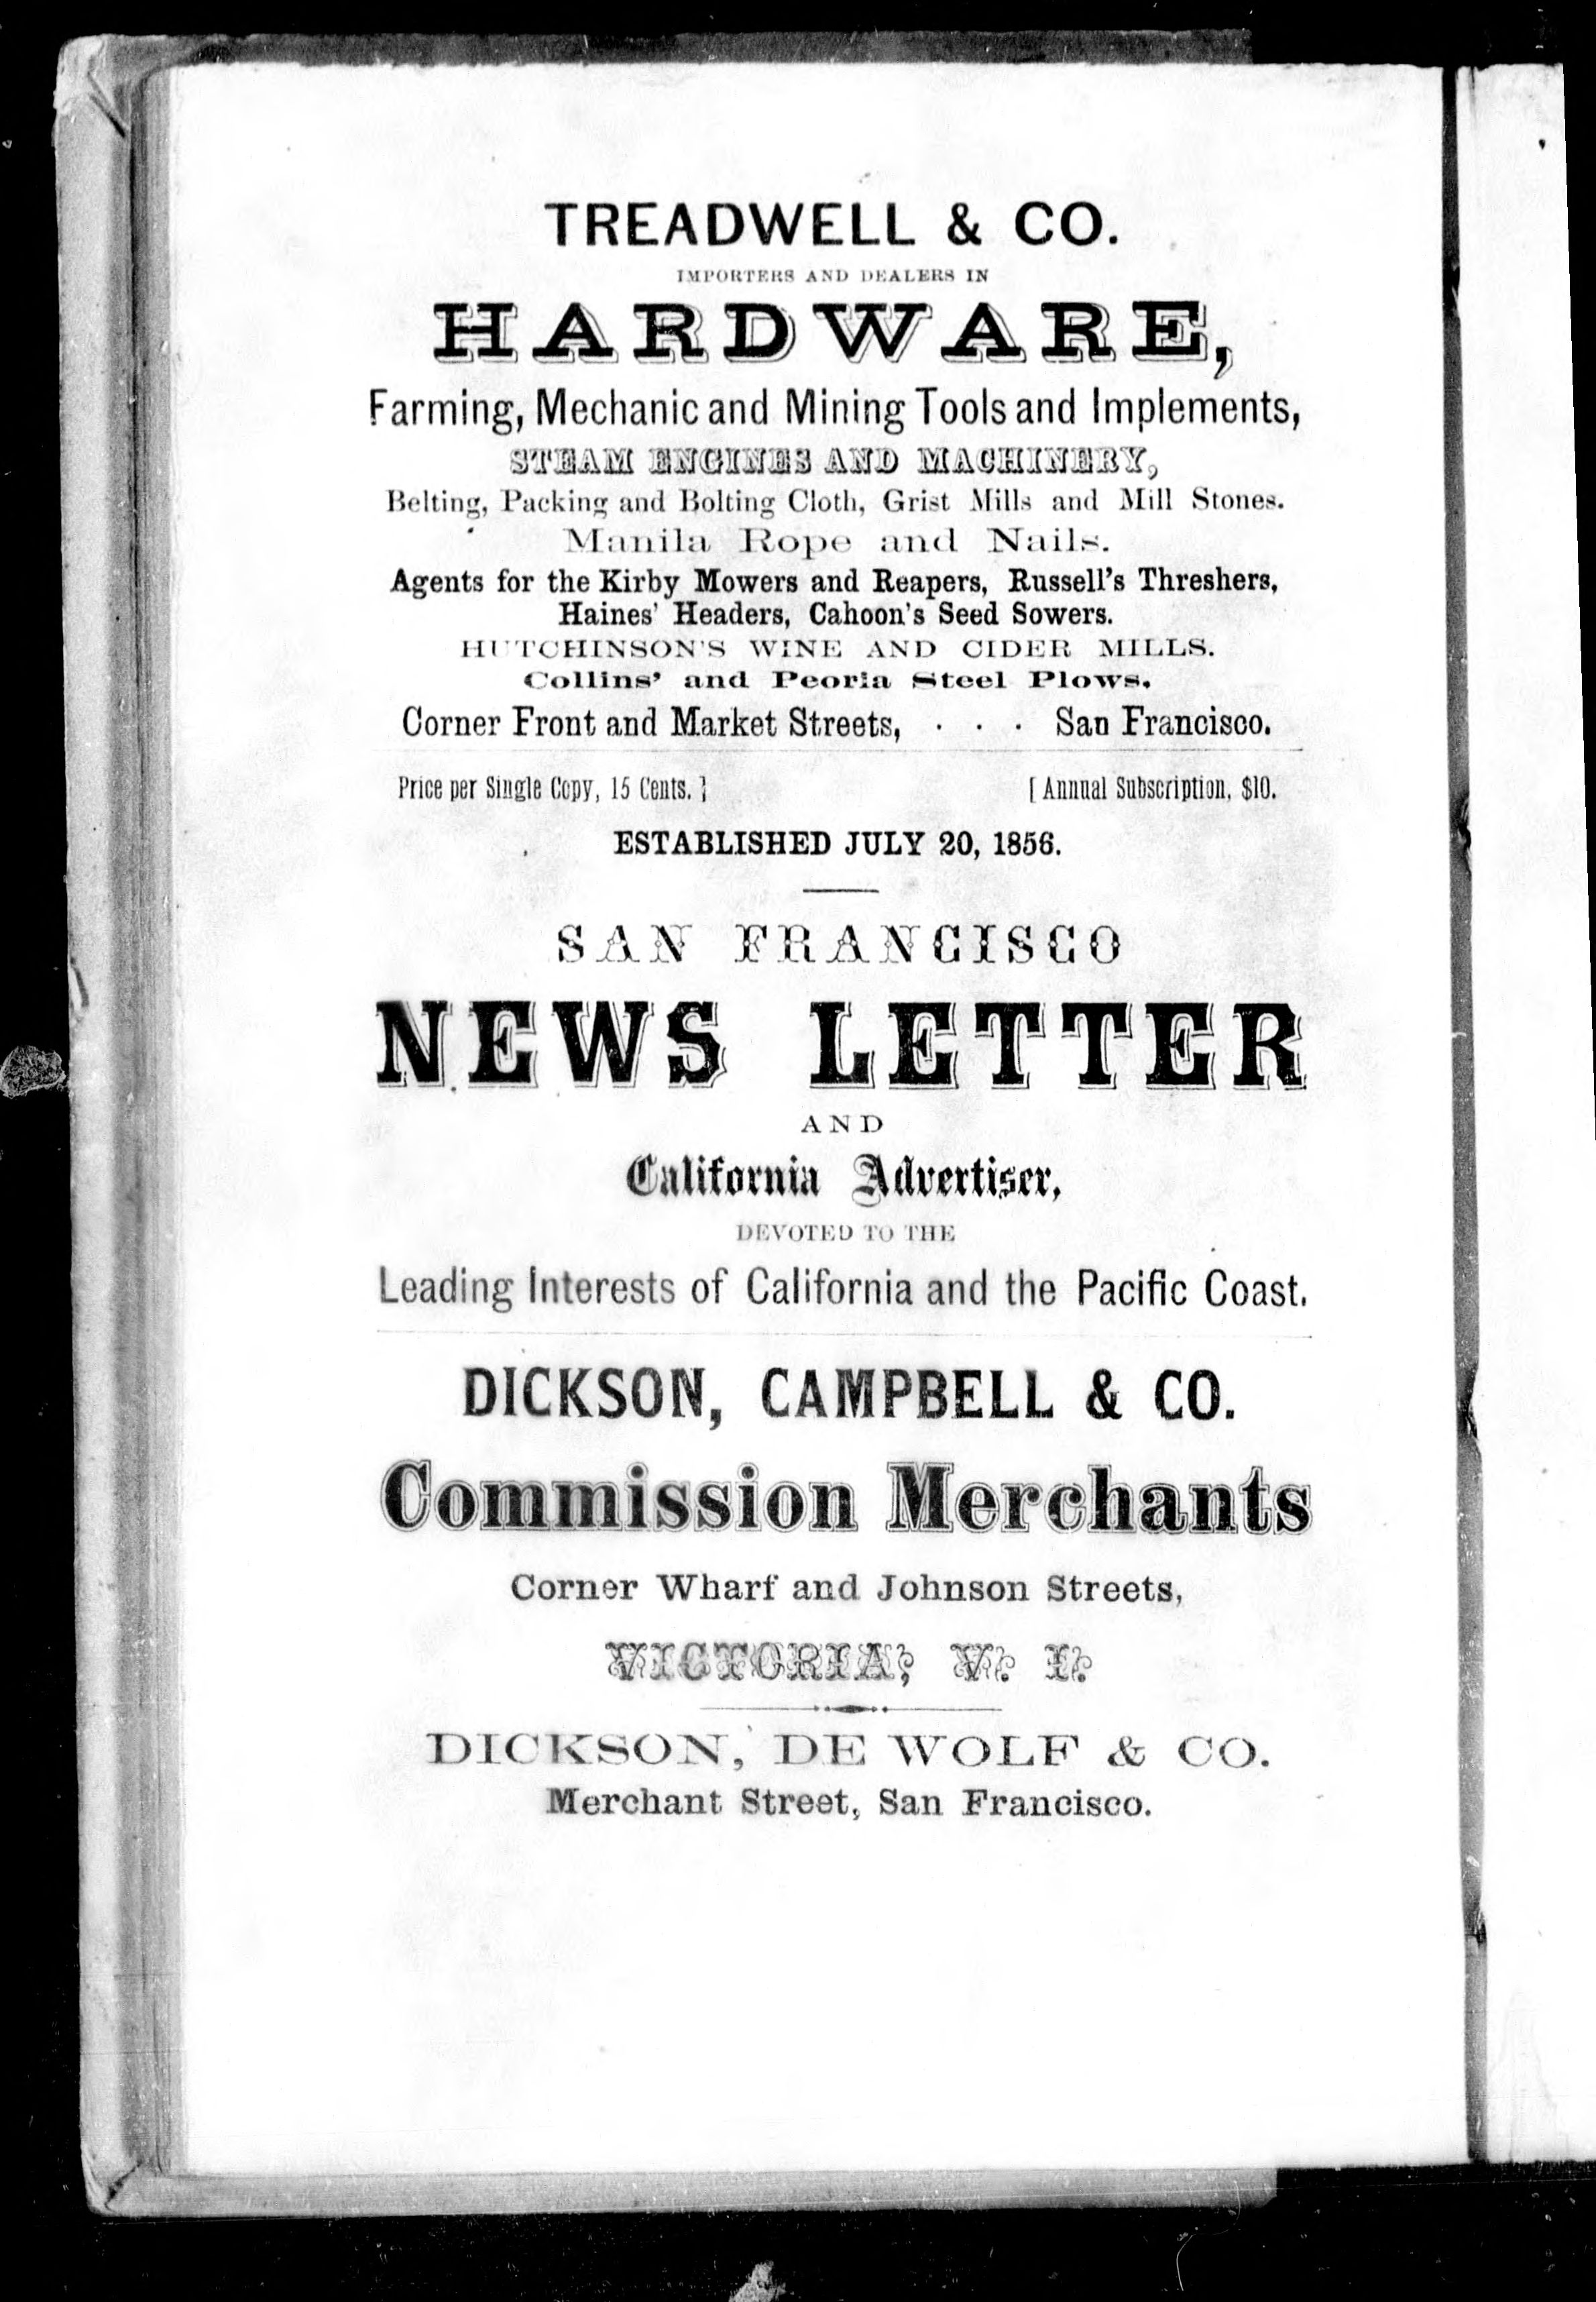 TREADWELL & CO.
IMPORTERS AND DEALERS IN
HARDWARE,
Farming, Mechanic and Mining Tools and Implements,
STEAM ENGINES AND MACHINERY,
Belting, Packing and Bolting Cloth, Grist Mills and Mill Stones.
Manila Rope and Nails.
Agents for the Kirby Mowers and Reapers, Russell's Threshers,
Haines' Headers, Cahoon's Seed Sowers.
HUTCHINSON'S WINE AND CIDER MILLS.
Collins' and Peoria Steel Plows.
Corner Front and Market Streets, . . . San Francisco.
Price per Single Copy, 15 Cents. ] [ Annual Subscription, $10.
ESTABLISHED JULY 20, 1856.
SAN FRANCISCO
NEWS LETTER
AND
California Advertiser,
DEVOTED TO THE
Leading Interests of California and the Pacific Coast.
DICKSON, CAMPBELL & CO.
Commission Merchants
Corner Wharf and Johnson Streets,
VICTORIA, V. I.
DICKSON, DE WOLF & CO.
Merchant Street, San Francisco.